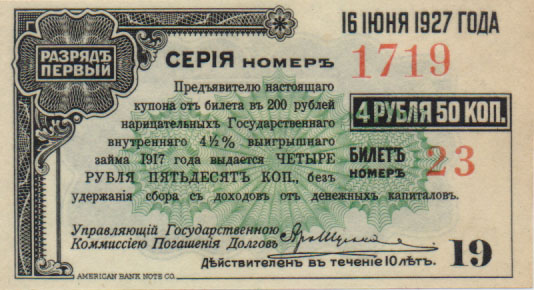 РАЗРЯДЪ
ПЕРВЫЙ
16 ІЮНЯ 1927 ГОДА
СЕРІЯ НОМЕРЪ 1719
Предъявителю настоящаго
купона отъ билета въ 200 рублей
нарицательныхъ Государственнаго
внутренняго 4½% выигрышнаго
займа 1917 года выдается ЧЕТЫРЕ
РУБЛЯ ПЯТЬДЕСЯТЪ КОП., безъ
удержанія сбора съ доходовъ отъ денежныхъ капиталовъ.
4 РУБЛЯ 50 КОП.
БИЛЕТЪ
НОМЕРЪ 23
Управляющій Государственною
Коммиссіею Погашенія Долговъ
19
Дѣйствителенъ въ теченіе 10 лѣтъ.
AMERICAN BANK NOTE CO.